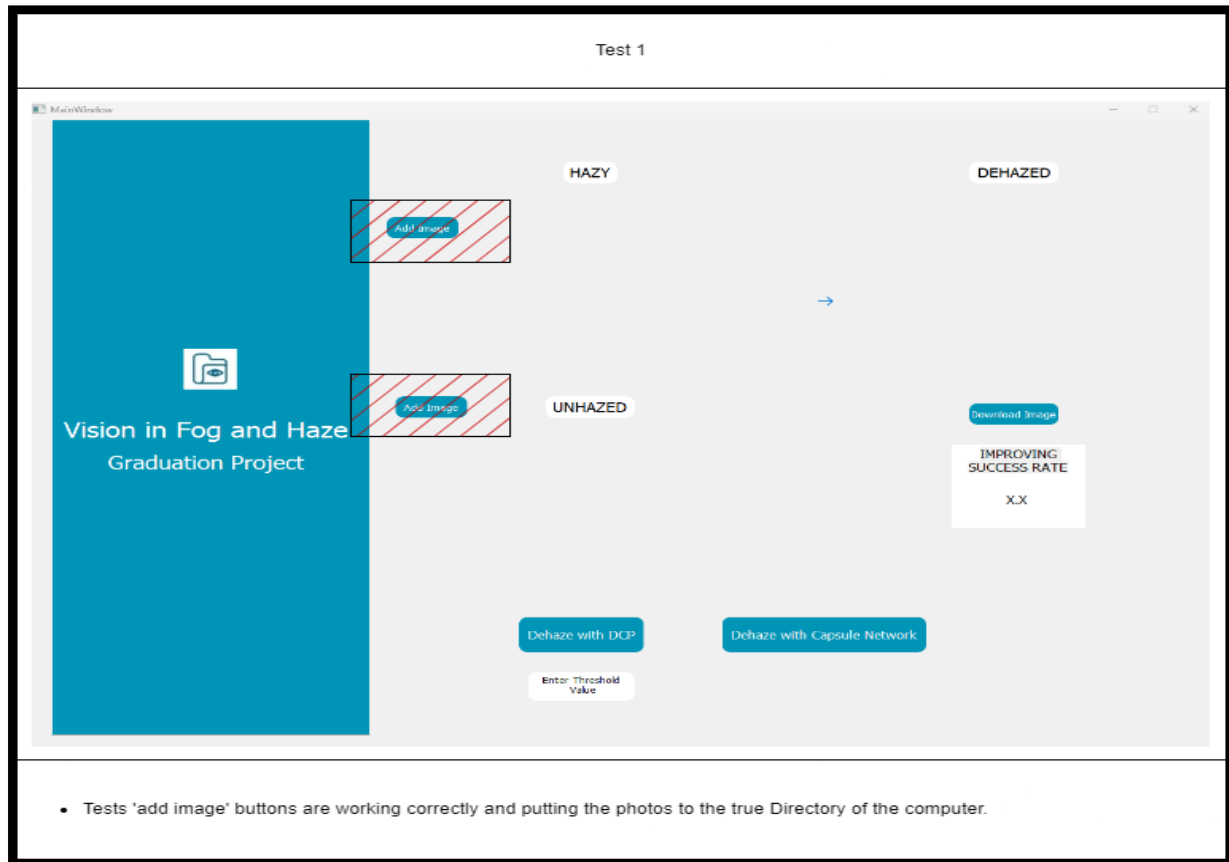 Test 1
MainWindow
HAZY
DEHAZED
Add Image
Add Image
UNHAZED
Download Image
Vision in Fog and Haze
Graduation Project
IMPROVING
SUCCESS RATE
X.X
Dehaze with DCP
Dehaze with Capsule Network
Enter Threshold
Value
• Tests 'add image' buttons are working correctly and putting the photos to the true Directory of the computer.